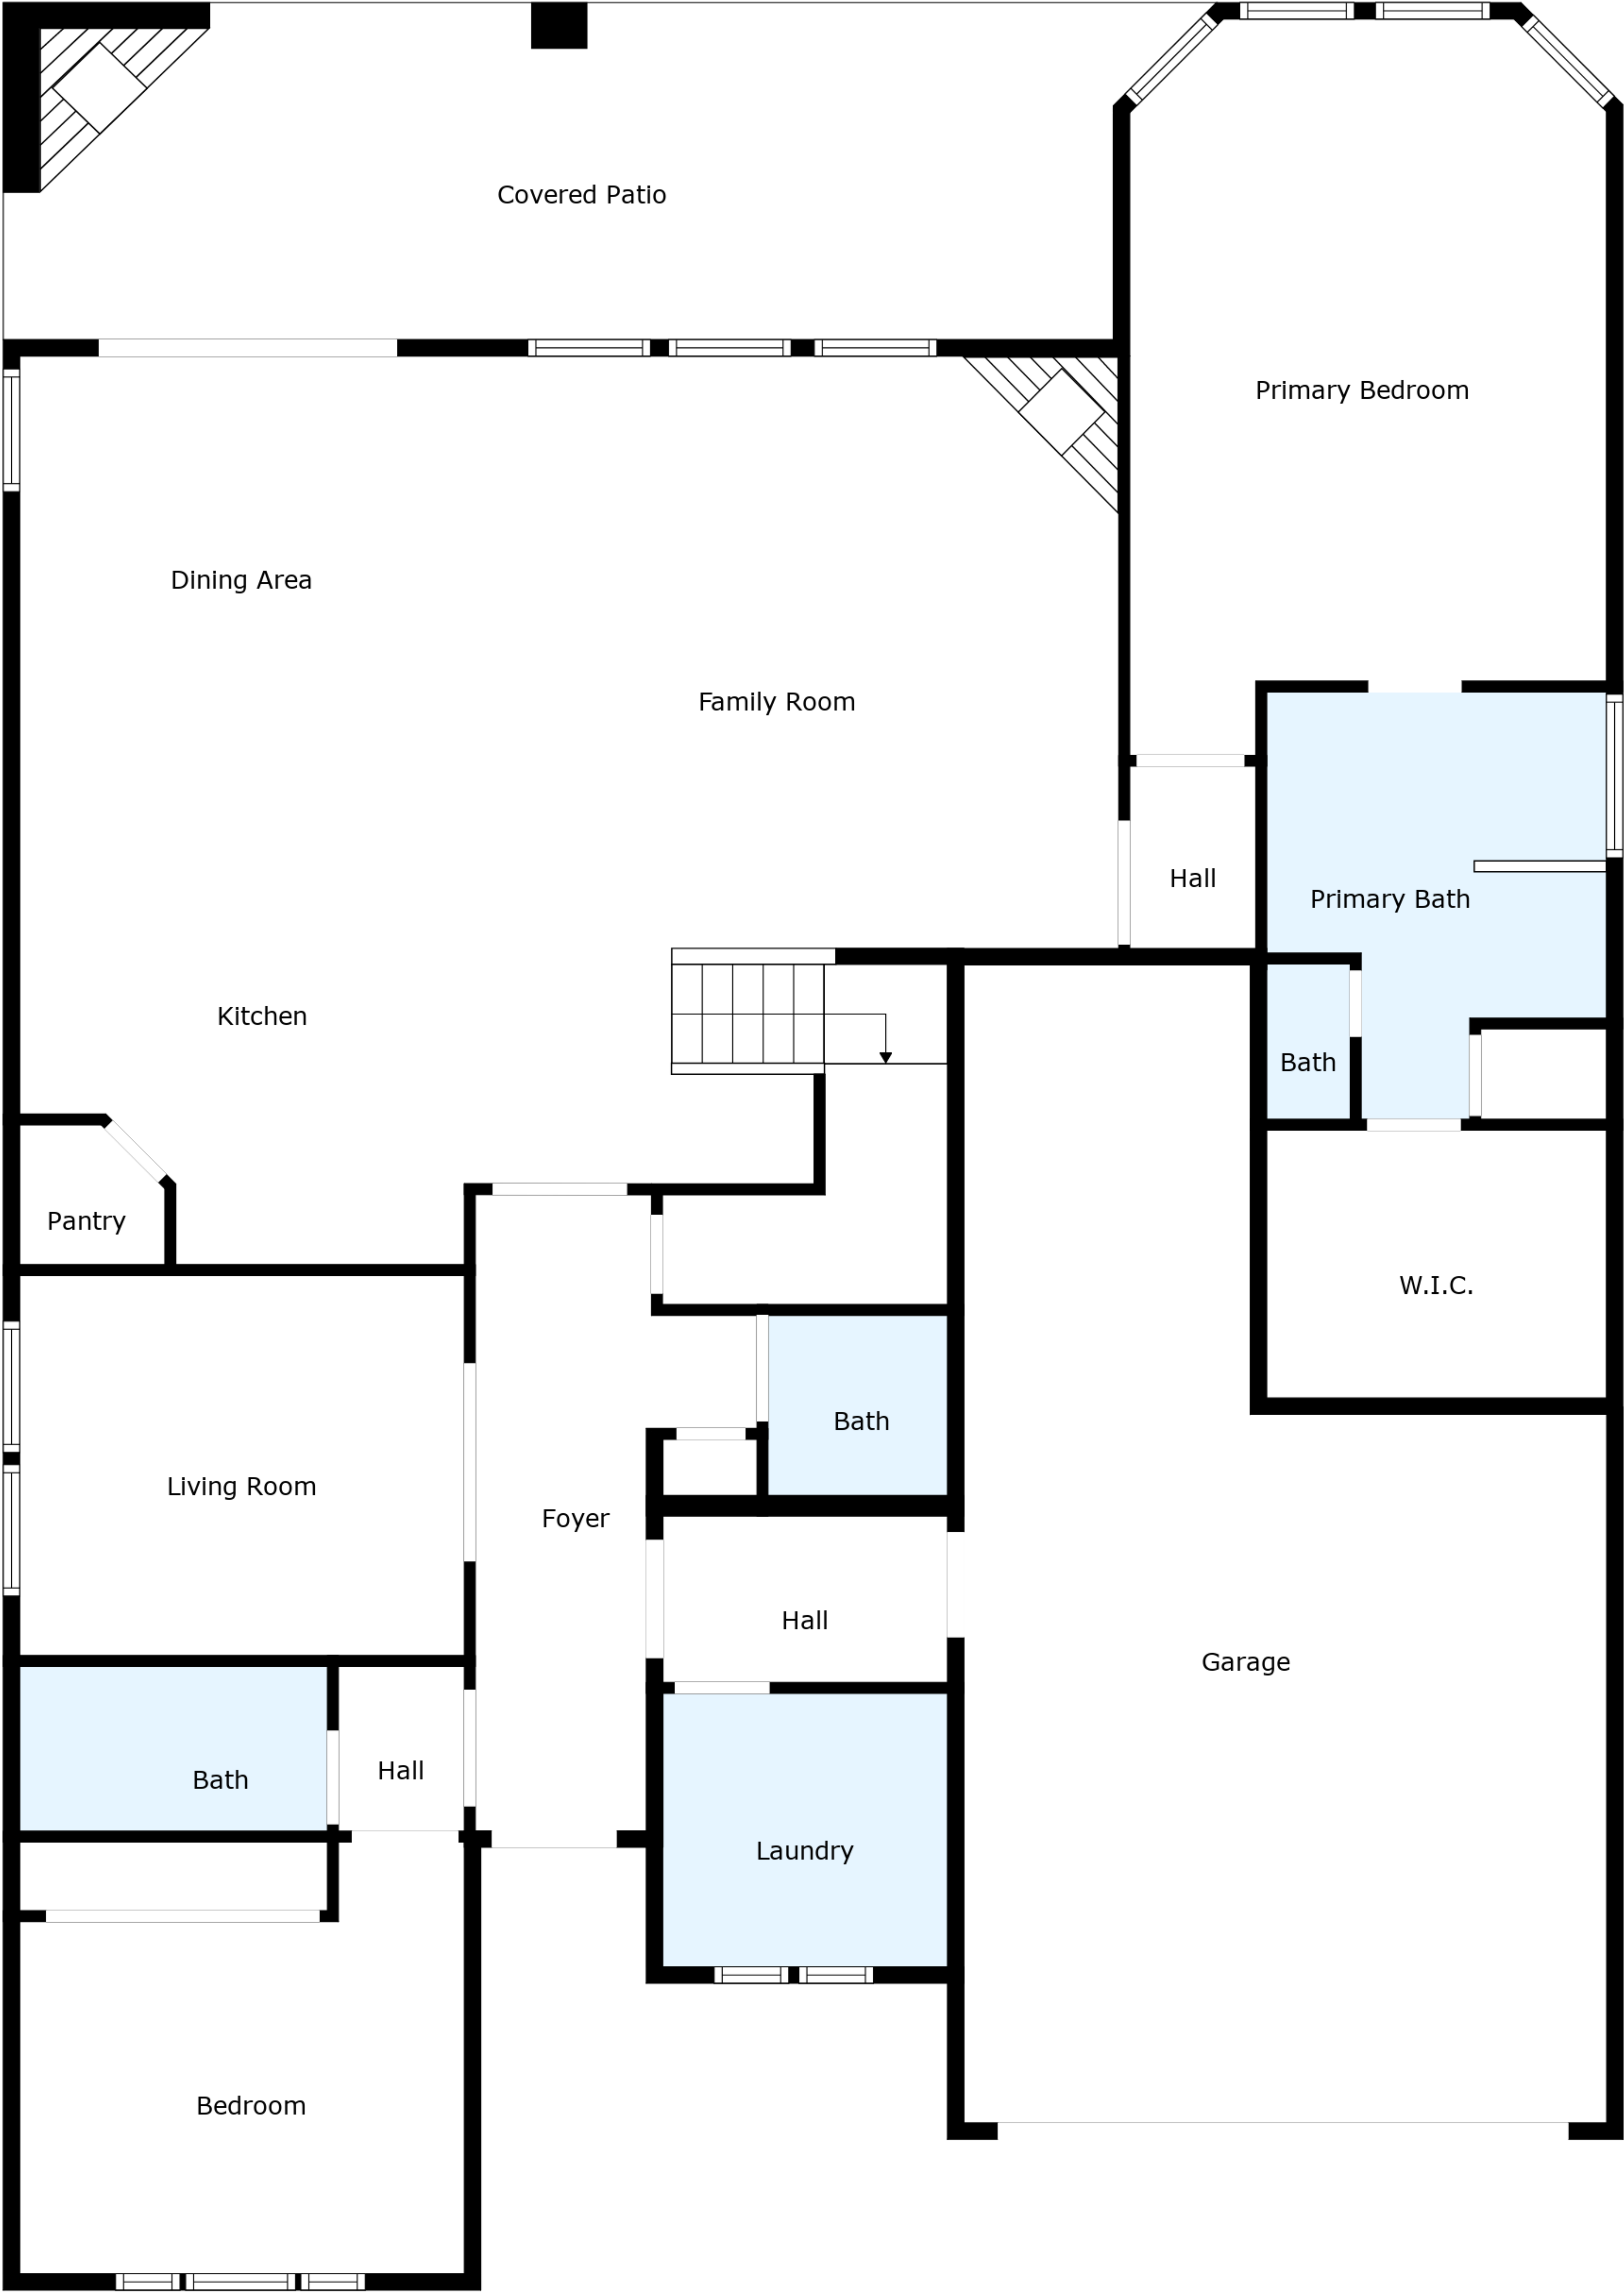 Covered Patio
Primary Bedroom
Dining Area
Family Room
Hall
Primary Bath
Kitchen
Bath
Pantry
W.I.C.
Bath
Living Room
Foyer
Hall
Garage
Hall
Bath
Laundry
Bedroom